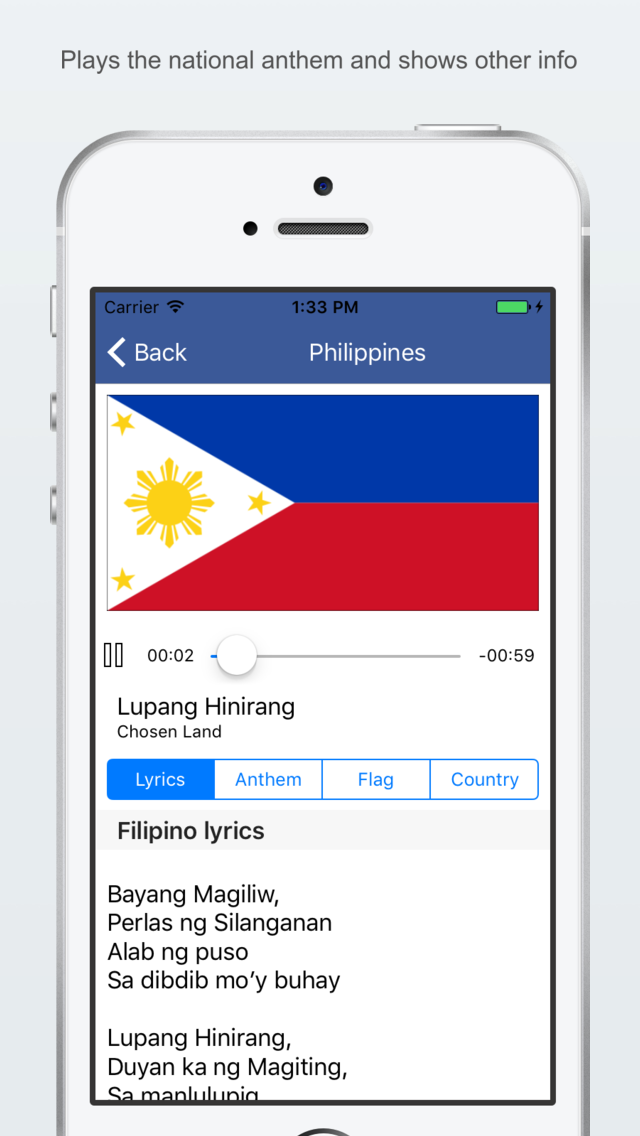 Plays the national anthem and shows other info
Carrier 1:33 PM
Back Philippines
00:02 -00:59
Lupang Hinirang
Chosen Land
Lyrics Anthem Flag Country
Filipino lyrics
Bayang Magiliw,
Perlas ng Silanganan
Alab ng puso
Sa dibdib mo’y buhay
Lupang Hinirang,
Duyan ka ng Magiting,
Sa manlulupig